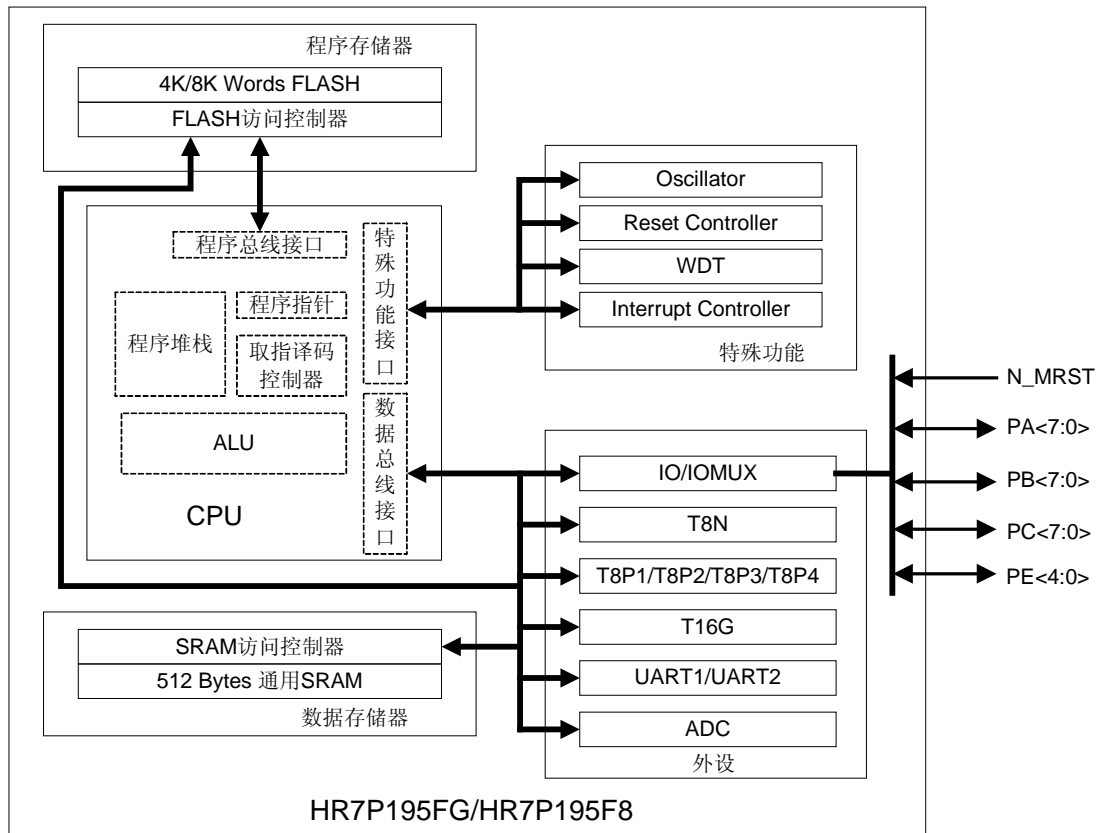 程序存储器
4K/8K Words FLASH
FLASH访问控制器
程序总线接口
特
殊
功
能
接
口
程序指针
程序堆栈
取指译码
控制器
ALU
数
据
总
线
接
口
CPU
SRAM访问控制器
512 Bytes 通用SRAM
数据存储器
Oscillator
Reset Controller
WDT
Interrupt Controller
特殊功能
IO/IOMUX
T8N
T8P1/T8P2/T8P3/T8P4
T16G
UART1/UART2
ADC
外设
N_MRST
PA<7:0>
PB<7:0>
PC<7:0>
PE<4:0>
HR7P195FG/HR7P195F8